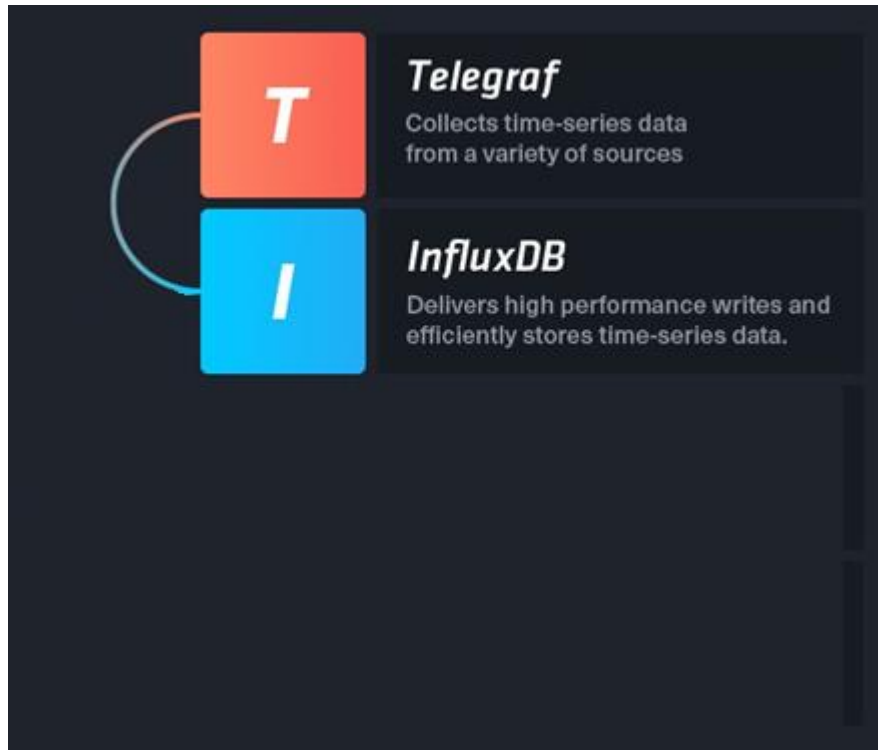 T
Telegraf
Collects time-series data
from a variety of sources
I
InfluxDB
Delivers high performance writes and
efficiently stores time-series data.